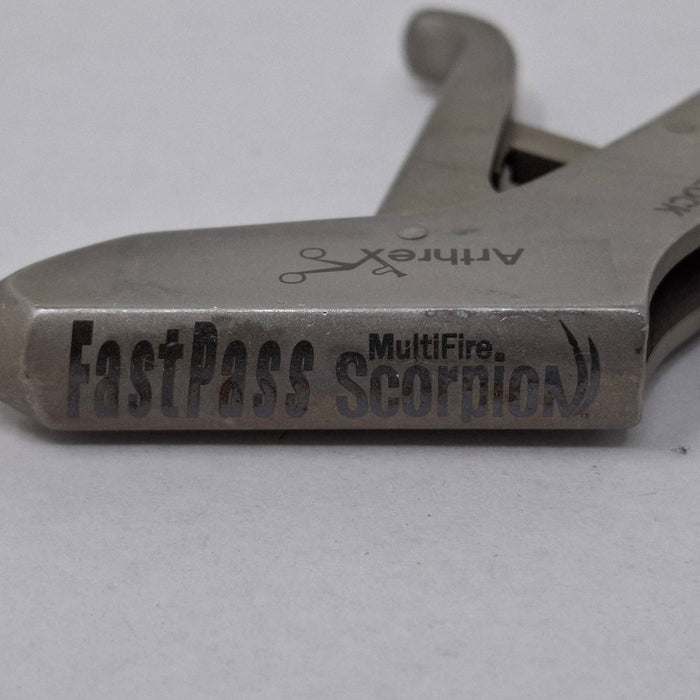 Arthrex
FastPass
MultiFire
Scorpion